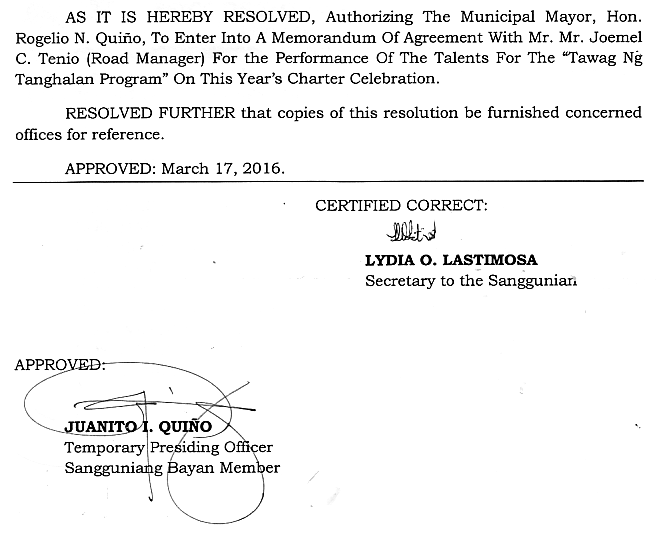 AS IT IS HEREBY RESOLVED, Authorizing The Municipal Mayor, Hon.
Rogelio N. Quiño, To Enter Into A Memorandum Of Agreement With Mr. Mr. Joemel
C. Tenio (Road Manager) For the Performance Of The Talents For The “Tawag Ng
Tanghalan Program” On This Year's Charter Celebration.
RESOLVED FURTHER that copies of this resolution be furnished concerned
offices for reference.
APPROVED: March 17, 2016.
CERTIFIED CORRECT:
LYDIA O. LASTIMOSA
Secretary to the Sanggunian
APPROVED:
JUANITO I. QUIÑO
Temporary Presiding Officer
Sangguniang Bayan Member